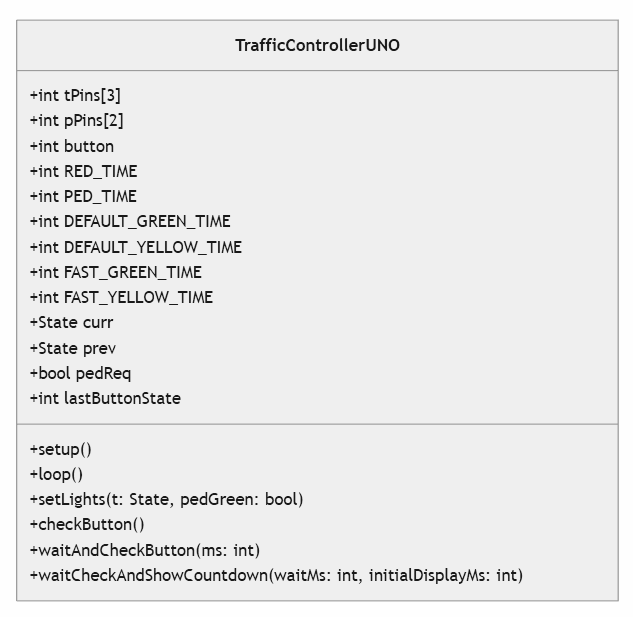 TrafficControllerUNO
+int tPins[3]
+int pPins[2]
+int button
+int RED_TIME
+int PED_TIME
+int DEFAULT_GREEN_TIME
+int DEFAULT_YELLOW_TIME
+int FAST_GREEN_TIME
+int FAST_YELLOW_TIME
+State curr
+State prev
+bool pedReq
+int lastButtonState
+setup()
+loop()
+setLights(t: State, pedGreen: bool)
+checkButton()
+waitAndCheckButton(ms: int)
+waitCheckAndShowCountdown(waitMs: int, initialDisplayMs: int)